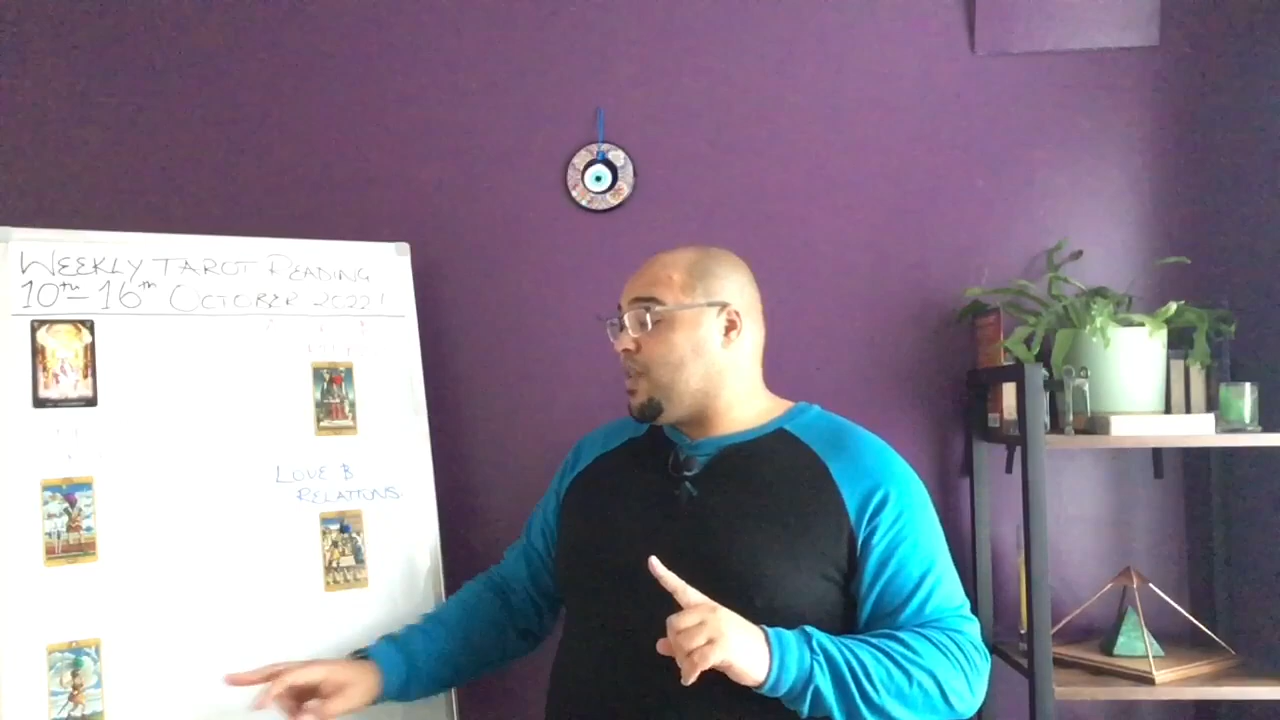 WEEKLY TAROT READING
10th-16th OCTOBER 2022!
LOVE &
RELATIONS.